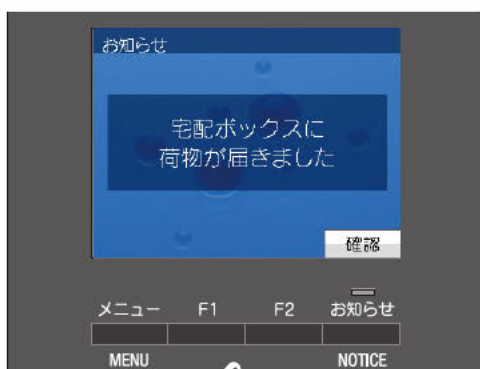 お知らせ
宅配ボックスに
荷物が届きました
確認
メニュー F1 F2 お知らせ
MENU NOTICE